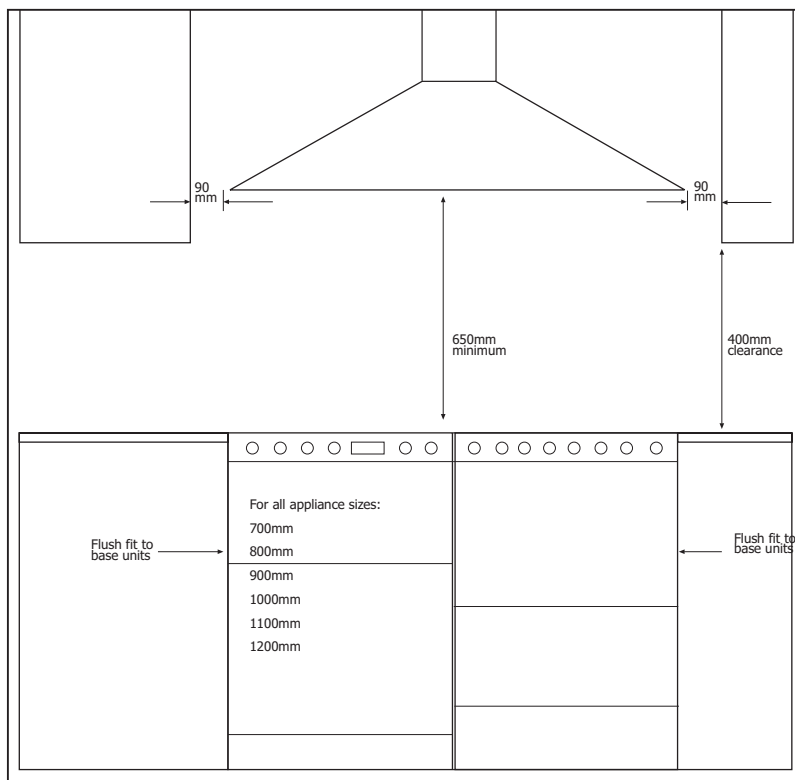 90
mm
90
mm
650mm
minimum
400mm
clearance
For all appliance sizes:
700mm
800mm
900mm
1000mm
1100mm
1200mm
Flush fit to
base units
Flush fit to
base units